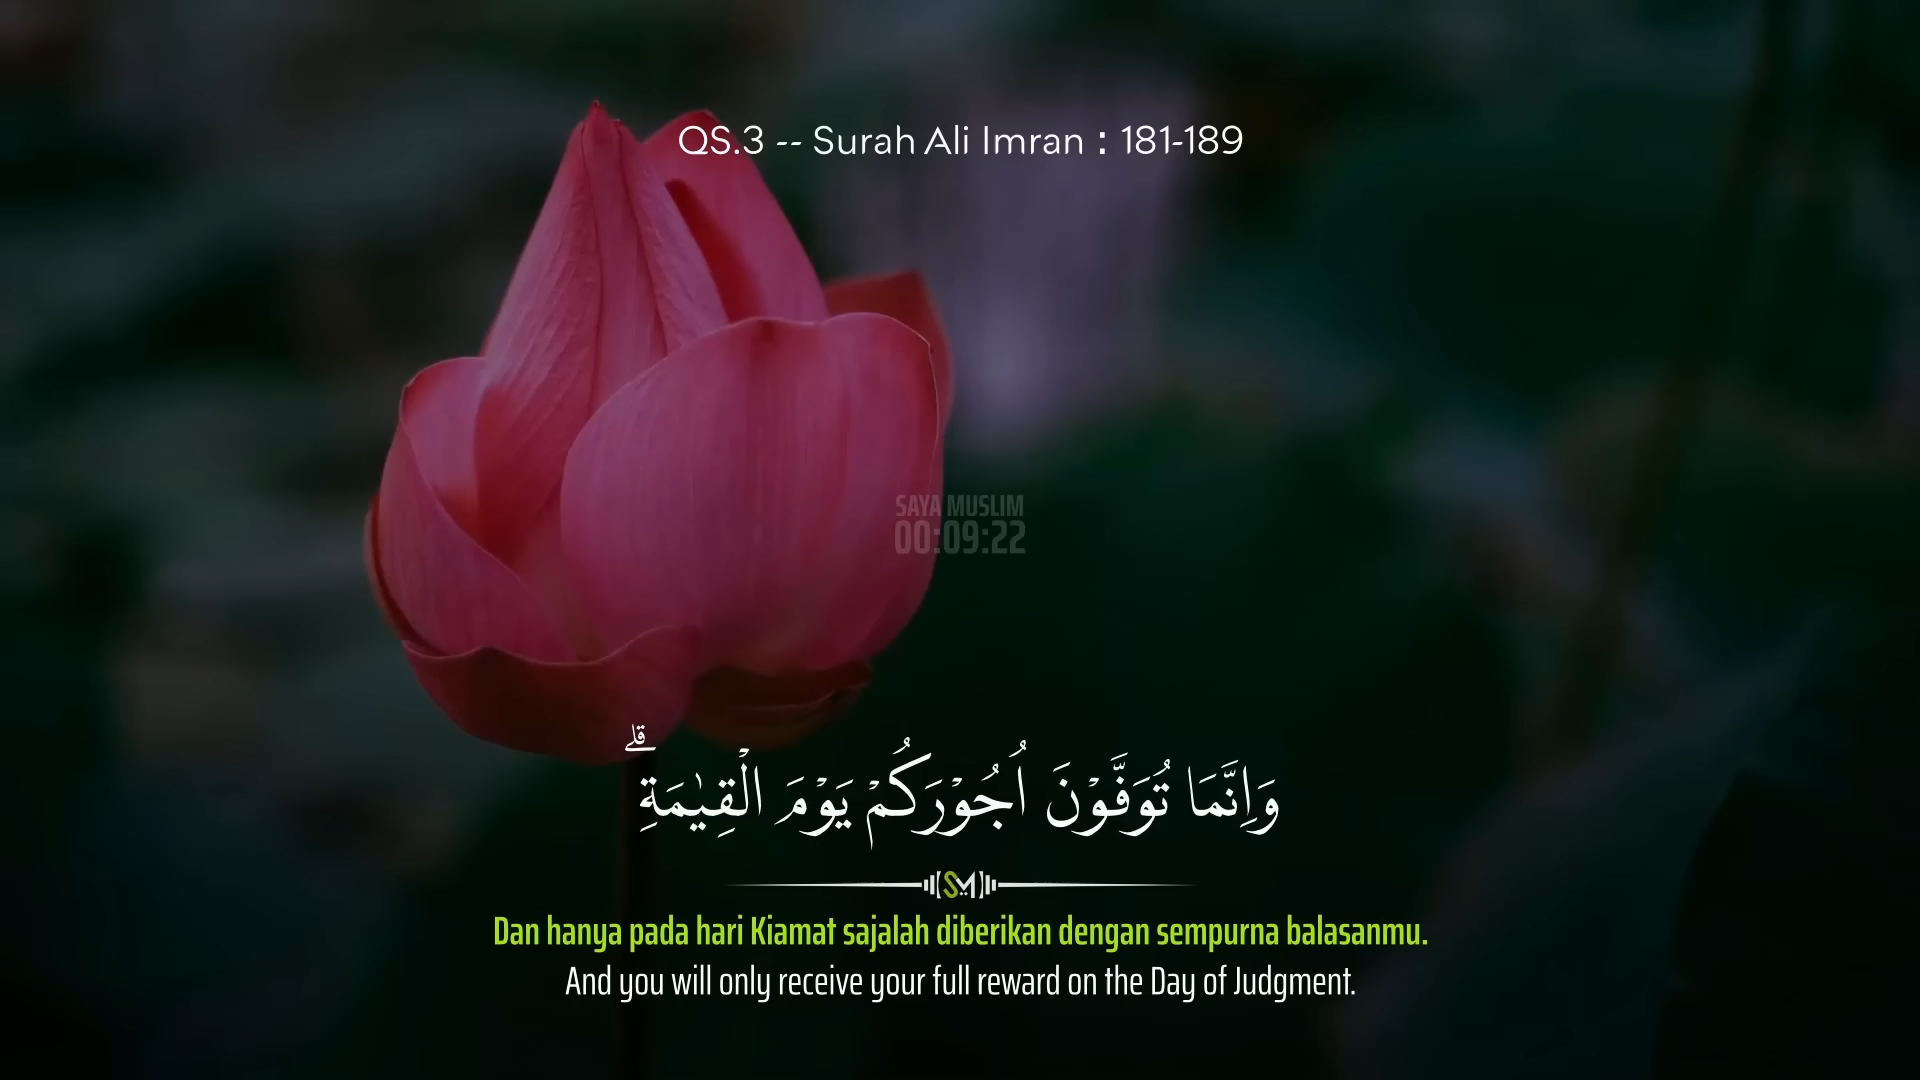 QS.3 -- Surah Ali Imran : 181-189
SAYA MUSLIM
00:09:22
وَاِنَّمَا تُوَفَّوْنَ اُجُوْرَكُمْ يَوْمَ الْقِيٰمَةِ ۗ
SM
Dan hanya pada hari Kiamat sajalah diberikan dengan sempurna balasanmu.
And you will only receive your full reward on the Day of Judgment.